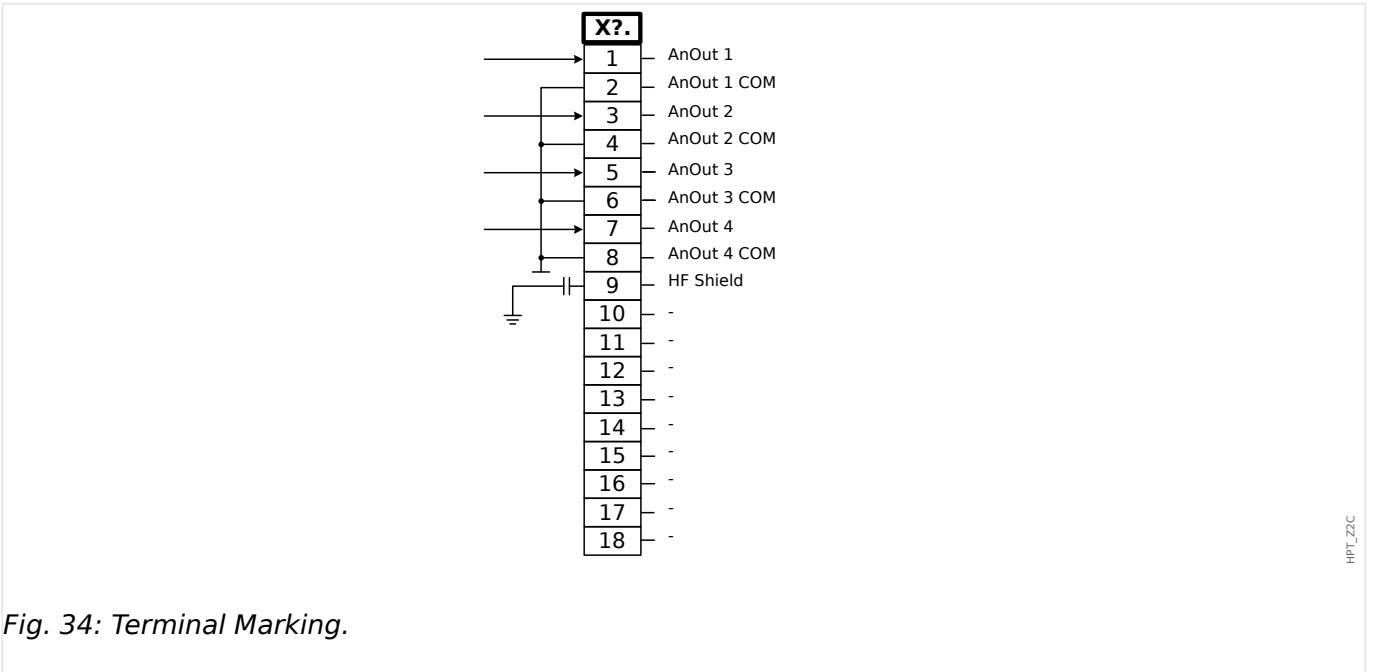 X?.
1 AnOut 1
2 AnOut 1 COM
3 AnOut 2
4 AnOut 2 COM
5 AnOut 3
6 AnOut 3 COM
7 AnOut 4
8 AnOut 4 COM
9 HF Shield
10 -
11 -
12 -
13 -
14 -
15 -
16 -
17 -
18 -
HPT_Z2C
Fig. 34: Terminal Marking.